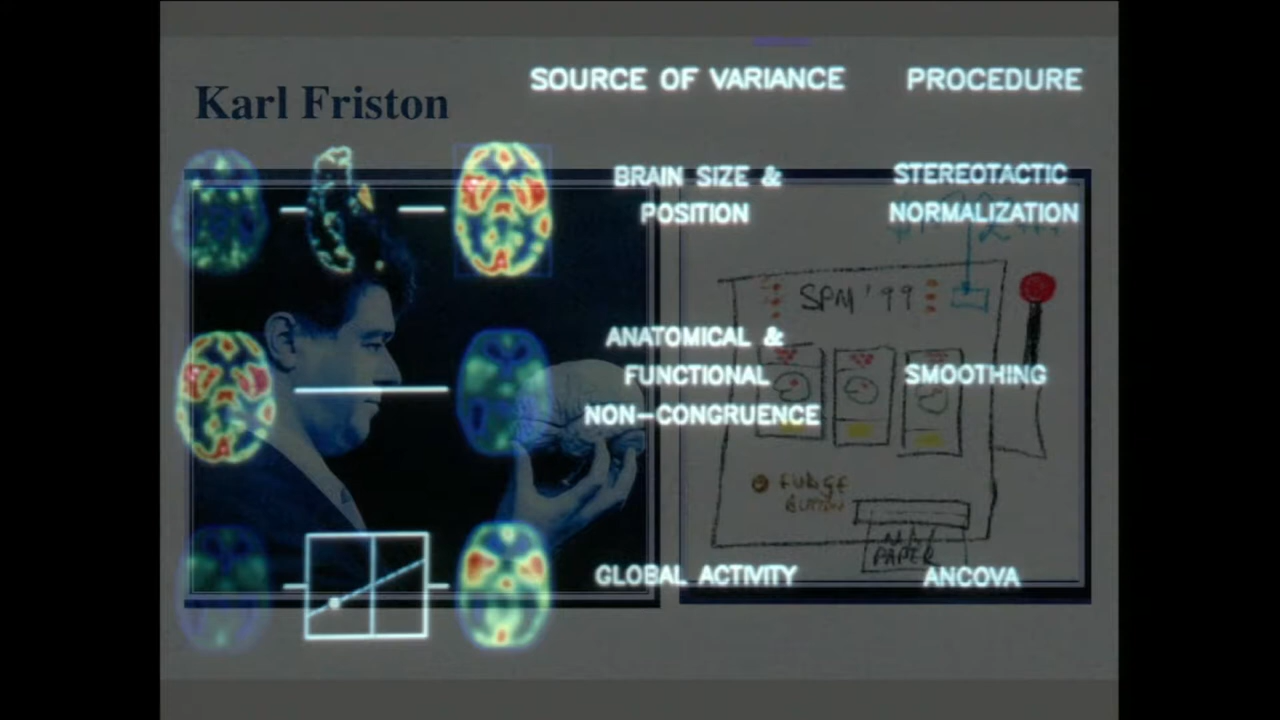 Karl Friston
SOURCE OF VARIANCE
PROCEDURE
BRAIN SIZE &
POSITION
STEREOTACTIC
NORMALIZATION
SPM'99
ANATOMICAL &
FUNCTIONAL
NON-CONGRUENCE
SMOOTHING
FUDGE
BUTTON
PAPER
GLOBAL ACTIVITY
ANCOVA